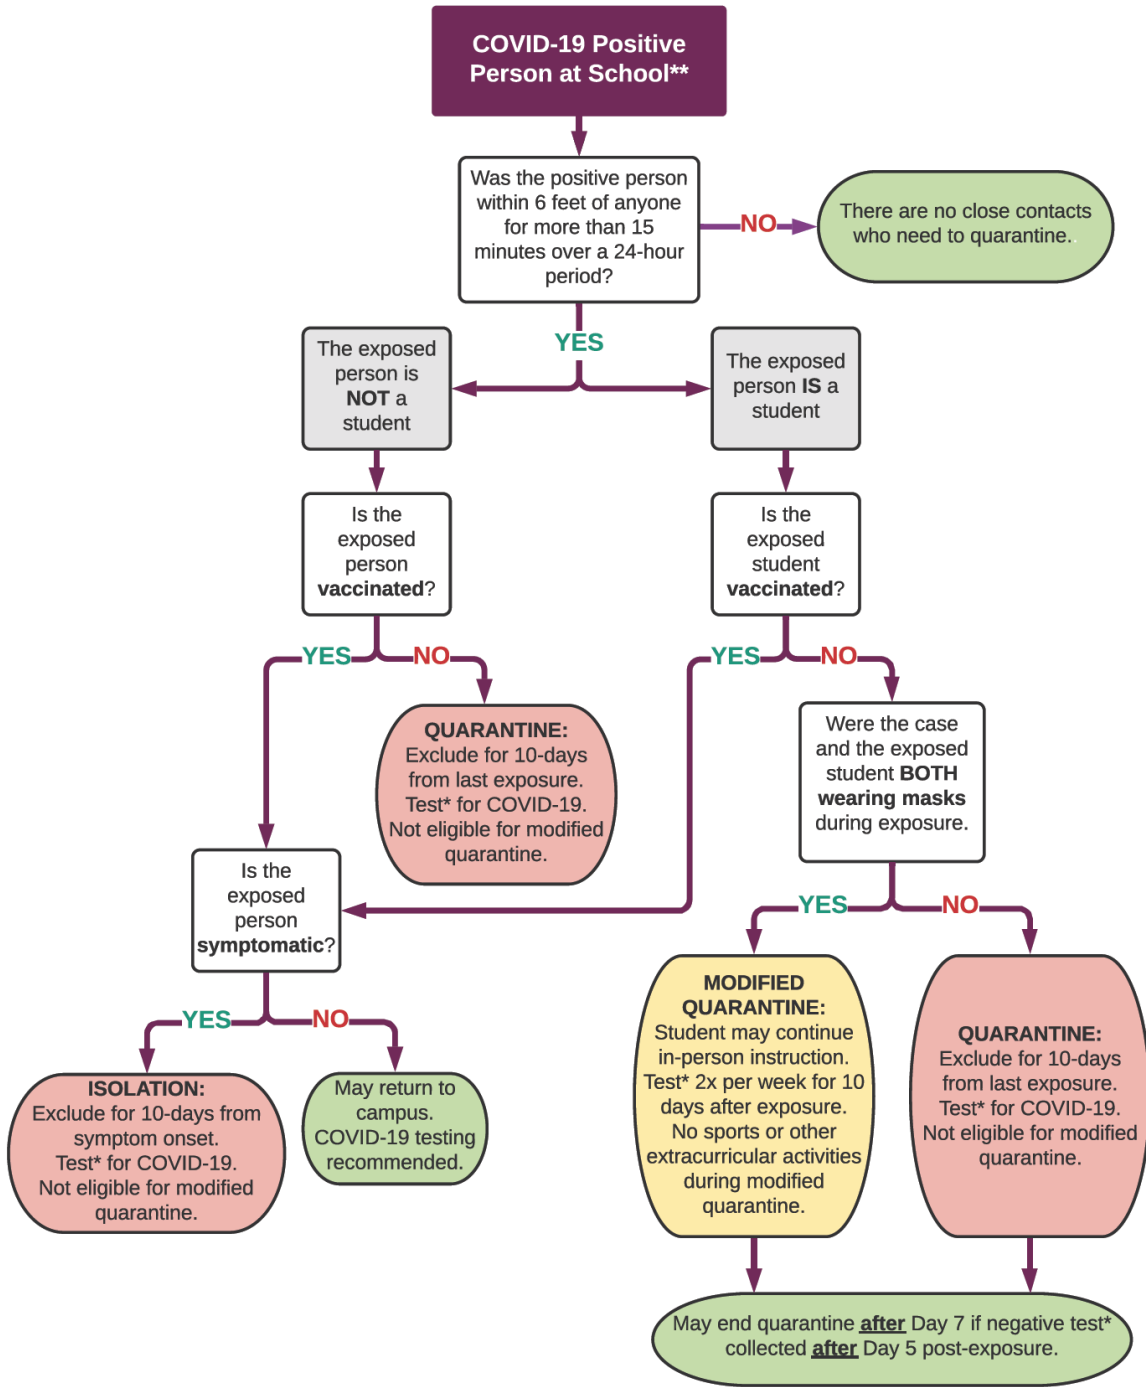 COVID-19 Positive
Person at School**
Was the positive person
within 6 feet of anyone
for more than 15
minutes over a 24-hour
period?
NO
There are no close contacts
who need to quarantine.
YES
The exposed
person is
NOT a
student
The exposed
person IS a
student
Is the
exposed
person
vaccinated?
Is the
exposed
student
vaccinated?
YES
NO
YES
NO
QUARANTINE:
Exclude for 10-days
from last exposure.
Test* for COVID-19.
Not eligible for modified
quarantine.
Were the case
and the exposed
student BOTH
wearing masks
during exposure.
Is the
exposed
person
symptomatic?
YES
NO
YES
NO
ISOLATION:
Exclude for 10-days from
symptom onset.
Test* for COVID-19.
Not eligible for modified
quarantine.
May return to
campus.
COVID-19 testing
recommended.
MODIFIED
QUARANTINE:
Student may continue
in-person instruction.
Test* 2x per week for 10
days after exposure.
No sports or other
extracurricular activities
during modified
quarantine.
QUARANTINE:
Exclude for 10-days
from last exposure.
Test* for COVID-19.
Not eligible for modified
quarantine.
May end quarantine after Day 7 if negative test*
collected after Day 5 post-exposure.